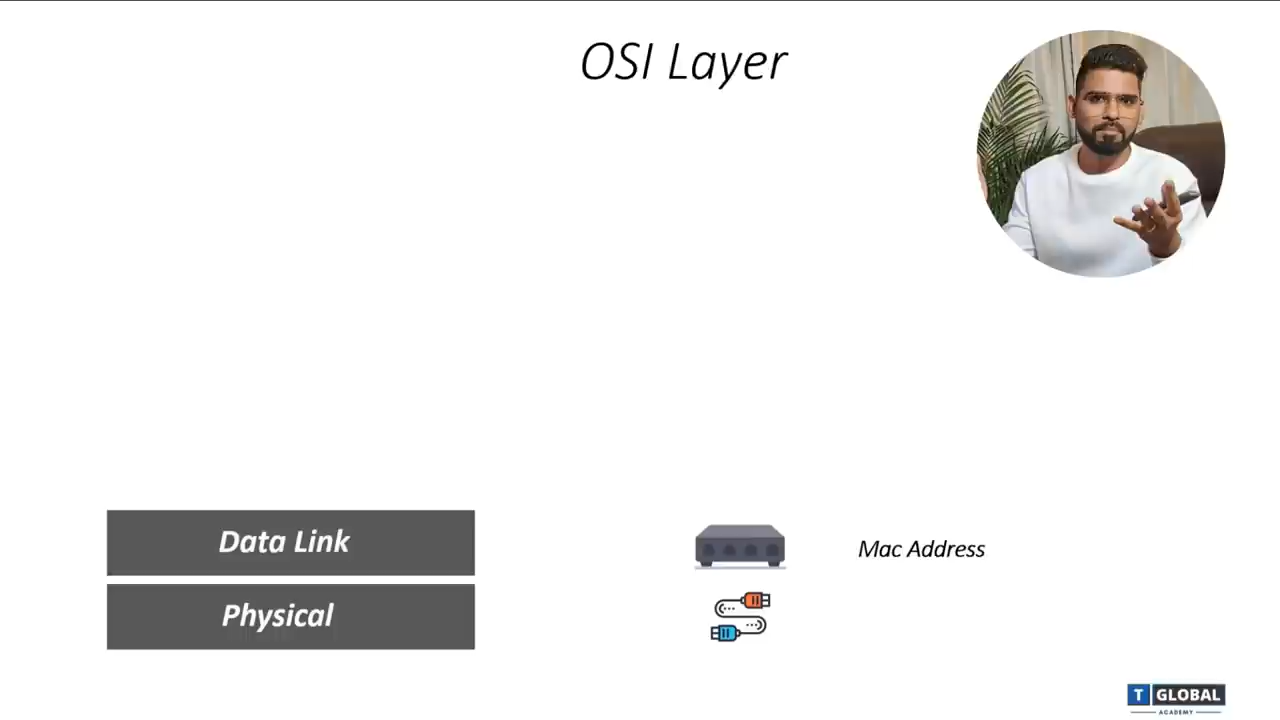 OSI Layer
Data Link
Mac Address
Physical
T GLOBAL
ACADEMY